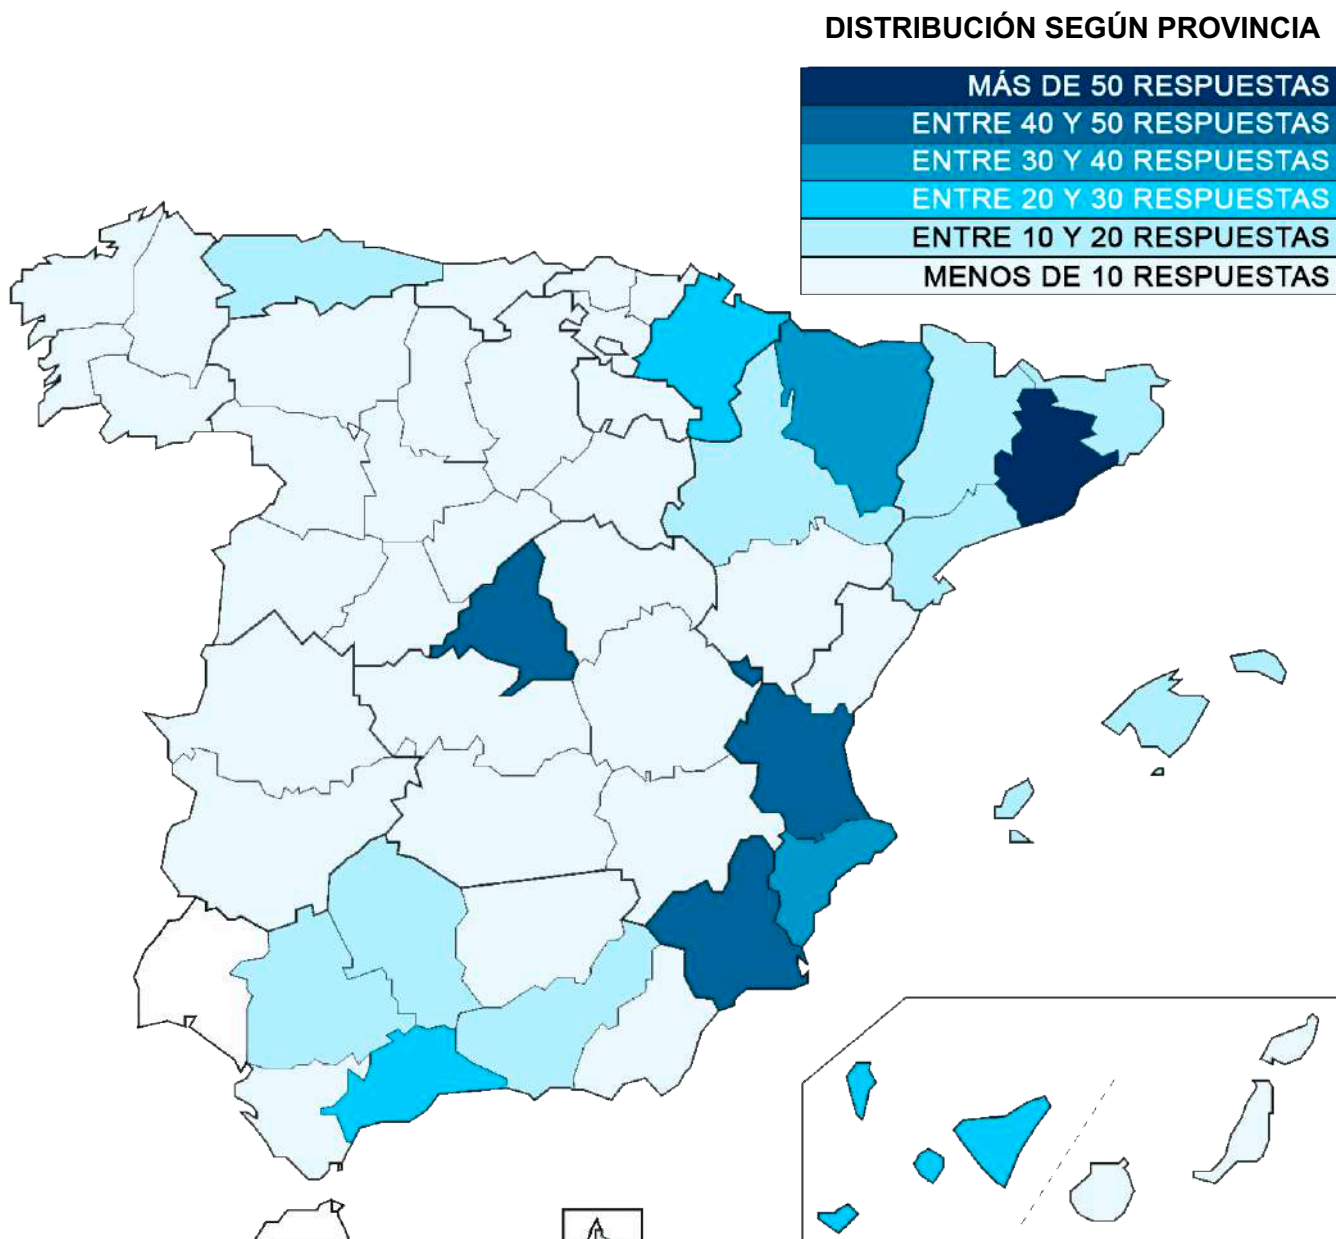 DISTRIBUCIÓN SEGÚN PROVINCIA
MÁS DE 50 RESPUESTAS
ENTRE 40 Y 50 RESPUESTAS
ENTRE 30 Y 40 RESPUESTAS
ENTRE 20 Y 30 RESPUESTAS
ENTRE 10 Y 20 RESPUESTAS
MENOS DE 10 RESPUESTAS